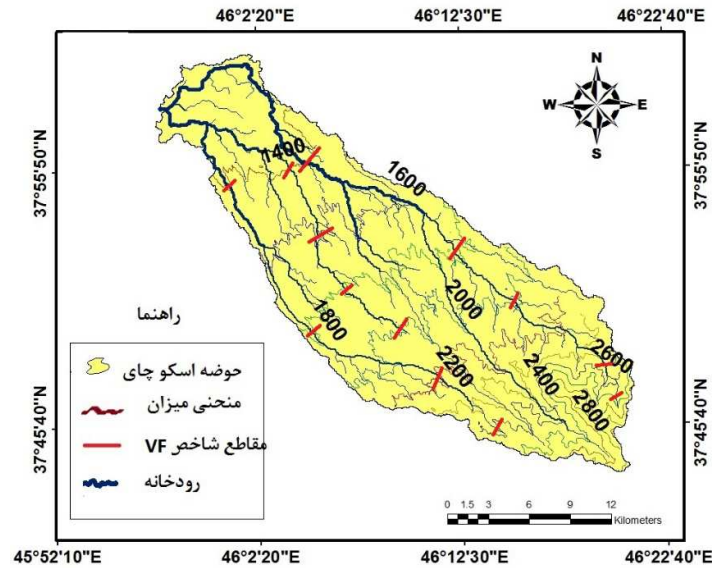 46°2'20"E
46°12'30"E
46°22'40"E
N
W
E
S
37°55'50"N
37°55'50"N
1400
1600
1800
2000
2200
2400
2600
2800
راهنما
حوضه اسکو چای
منحنی میزان
مقاطع شاخص VF
رودخانه
37°45'40"N
37°45'40"N
0 1.5 3 6 9 12
Kilometers
45°52'10"E
46°2'20"E
46°12'30"E
46°22'40"E